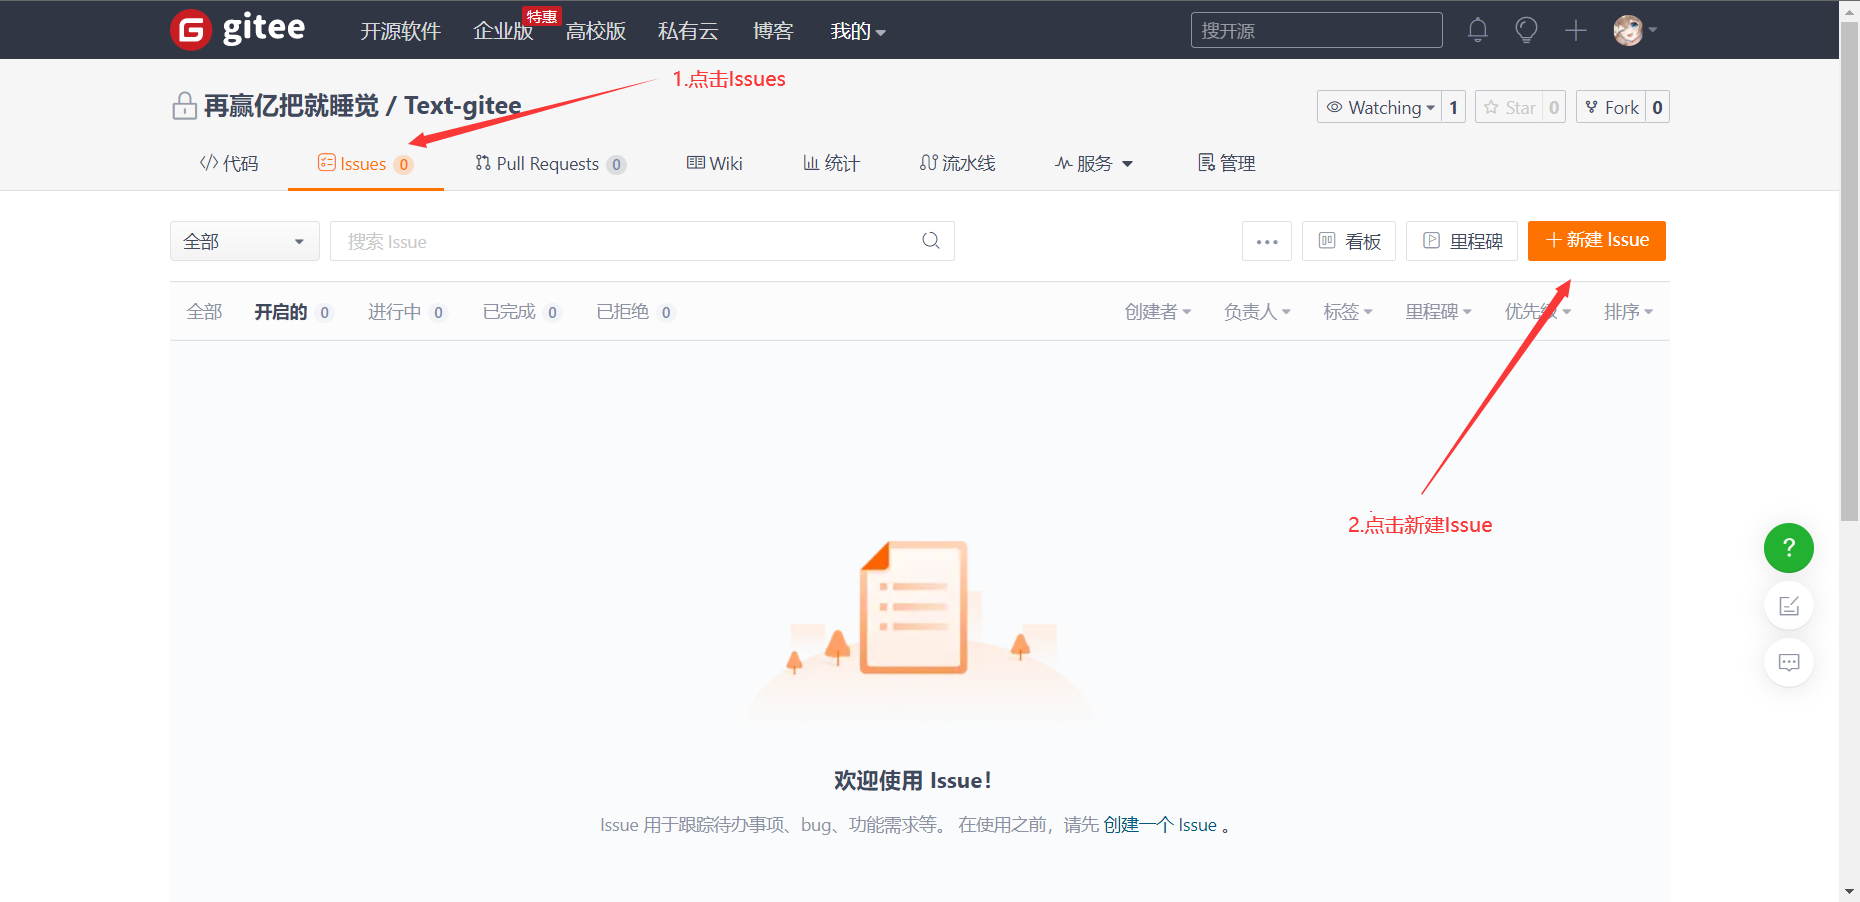 gitee 开源软件 企业版 特惠 高校版 私有云 博客 我的 搜开源
1.点击Issues
再赢亿把就睡觉 / Text-gitee Watching 1 Star 0 Fork 0
代码 Issues 0 Pull Requests 0 Wiki 统计 流水线 服务 管理
全部 搜索 Issue 看板 里程碑 新建 Issue
全部 开启的 0 进行中 0 已完成 0 已拒绝 0 创建者 负责人 标签 里程碑 优先级 排序
2.点击新建Issue
?
欢迎使用 Issue!
Issue 用于跟踪待办事项、bug、功能需求等。 在使用之前，请先 创建一个 Issue 。